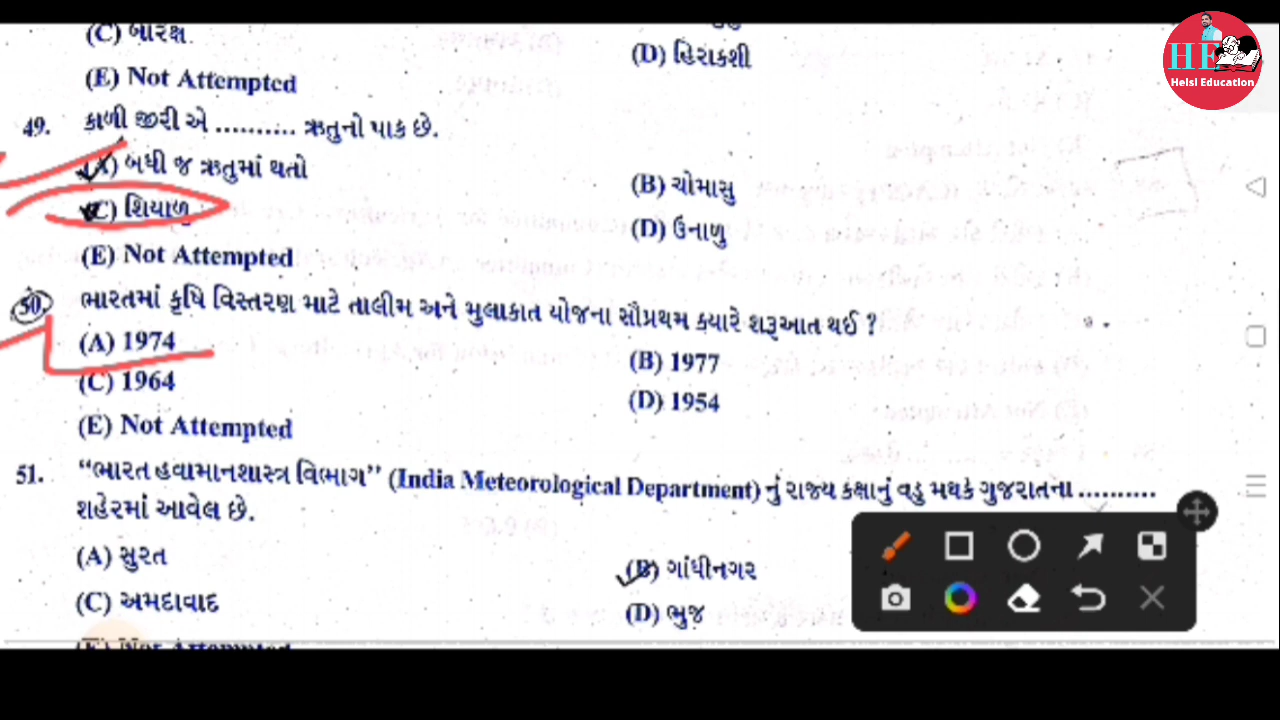 (C) બોરક્ષ
(D) હિરાકશી
(E) Not Attempted
49. કાળી જીરી એ .......... ઋતુનો પાક છે.
(A) બધી જ ઋતુમાં થતો
(B) ચોમાસુ
(C) શિયાળુ
(D) ઉનાળુ
(E) Not Attempted
50. ભારતમાં કૃષિ વિસ્તરણ માટે તાલીમ અને મુલાકાત યોજના સૌપ્રથમ ક્યારે શરૂઆત થઈ ?
(A) 1974
(B) 1977
(C) 1964
(D) 1954
(E) Not Attempted
51. “ભારત હવામાનશાસ્ત્ર વિભાગ” (India Meteorological Department) નું રાજ્ય કક્ષાનું વડુ મથકે ગુજરાતના ..........
શહેરમાં આવેલ છે.
(A) સુરત
(B) ગાંધીનગર
(C) અમદાવાદ
(D) ભુજ
(E) Not Attempted
HE
Helsi Education